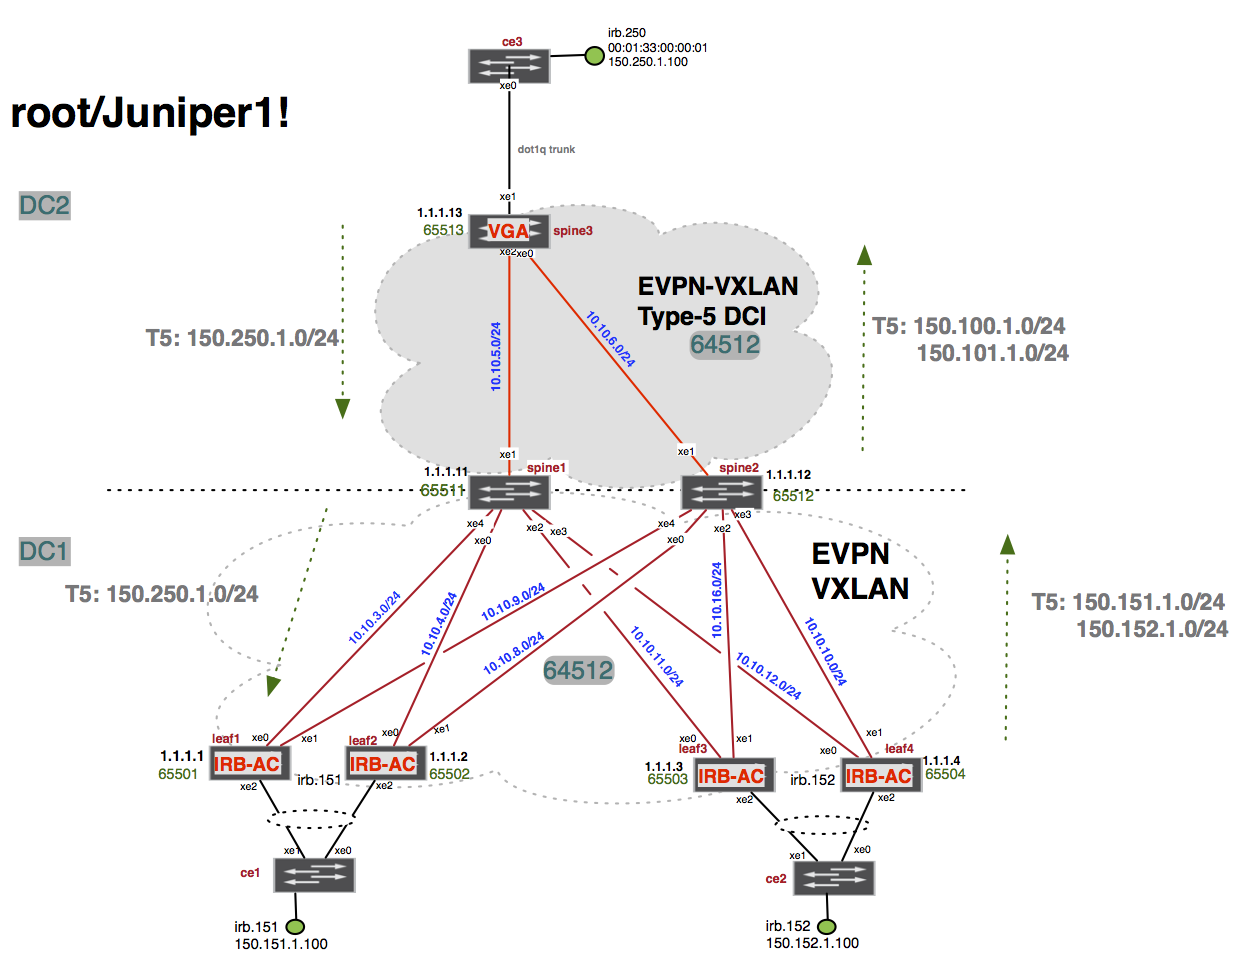 ce3
irb.250
00:01:33:00:00:01
150.250.1.100
xe0
root/Juniper1!
dot1q trunk
DC2
xe1
1.1.1.13
65513
VGA
spine3
xe2
xe0
EVPN-VXLAN
Type-5 DCI
64512
T5: 150.250.1.0/24
10.10.5.0/24
10.10.6.0/24
T5: 150.100.1.0/24
150.101.1.0/24
xe1
xe1
1.1.1.11
65511
spine1
spine2
1.1.1.12
65512
xe4
xe0
xe2
xe3
xe4
xe0
xe2
xe3
DC1
EVPN
VXLAN
T5: 150.250.1.0/24
T5: 150.151.1.0/24
150.152.1.0/24
10.10.3.0/24
10.10.4.0/24
10.10.9.0/24
10.10.8.0/24
10.10.11.0/24
10.10.16.0/24
10.10.12.0/24
10.10.10.0/24
64512
leaf1
xe0
xe1
1.1.1.1
65501
IRB-AC
xe2
irb.151
leaf2
xe0
xe1
1.1.1.2
65502
IRB-AC
xe2
leaf3
xe0
xe1
1.1.1.3
65503
IRB-AC
xe2
irb.152
leaf4
xe0
xe1
1.1.1.4
65504
IRB-AC
xe2
xe1
xe0
ce1
irb.151
150.151.1.100
xe1
xe0
ce2
irb.152
150.152.1.100